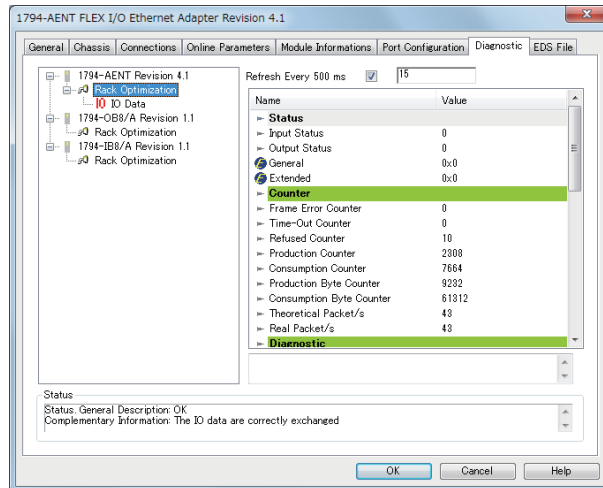 1794-AENT FLEX I/O Ethernet Adapter Revision 4.1
General Chassis Connections Online Parameters Module Informations Port Configuration Diagnostic EDS File
1794-AENT Revision 4.1
Rack Optimization
IO IO Data
1794-OB8/A Revision 1.1
Rack Optimization
1794-IB8/A Revision 1.1
Rack Optimization
Refresh Every 500 ms 15
Name Value
Status
Input Status 0
Output Status 0
General 0x0
Extended 0x0
Counter
Frame Error Counter 0
Time-Out Counter 0
Refused Counter 10
Production Counter 2308
Consumption Counter 7664
Production Byte Counter 9232
Consumption Byte Counter 61312
Theoretical Packet/s 43
Real Packet/s 43
Diagnostic
Status
Status. General Description: OK
Complementary Information: The IO data are correctly exchanged
OK Cancel Help